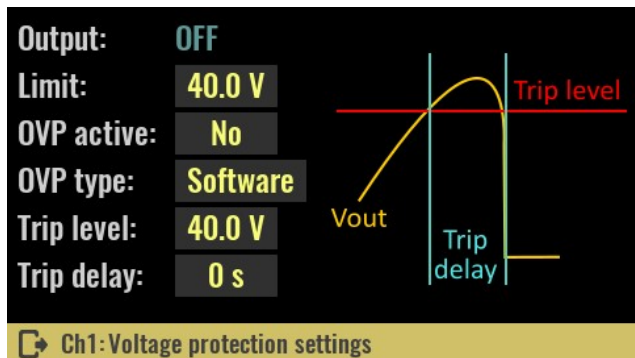 Output: OFF
Limit: 40.0 V
OVP active: No
OVP type: Software
Trip level: 40.0 V
Trip delay: 0 s
Trip level
Vout
Trip
delay
Ch1: Voltage protection settings